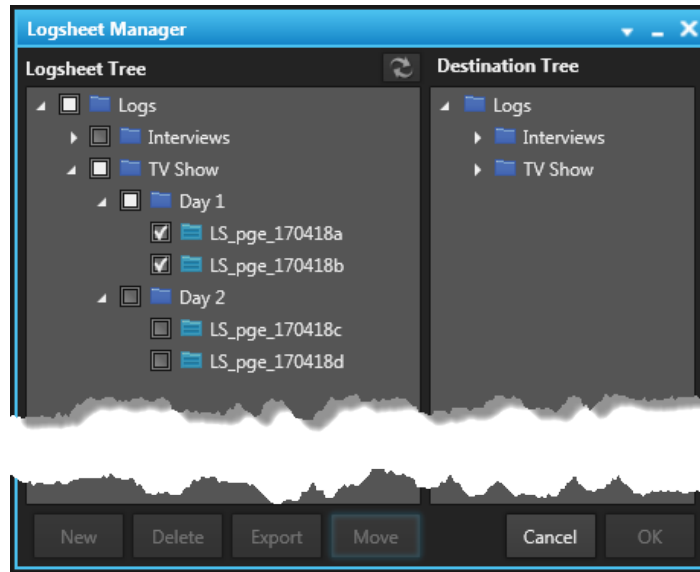 Logsheet Manager
Logsheet Tree
Logs
Interviews
TV Show
Day 1
LS_pge_170418a
LS_pge_170418b
Day 2
LS_pge_170418c
LS_pge_170418d
Destination Tree
Logs
Interviews
TV Show
New Delete Export Move Cancel OK